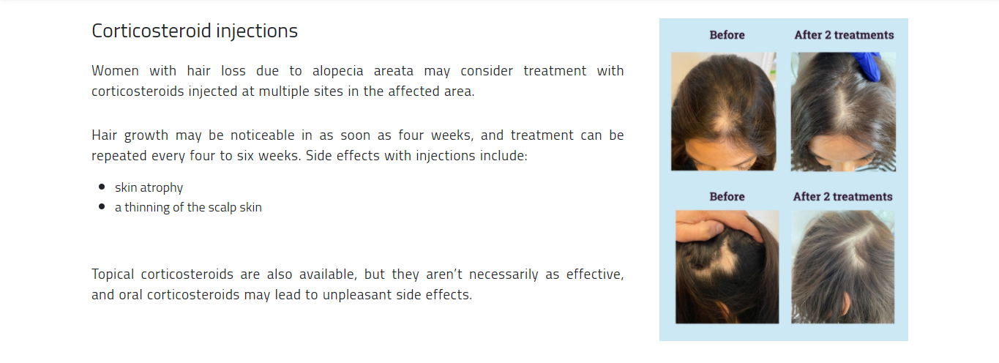 Corticosteroid injections
Women with hair loss due to alopecia areata may consider treatment with
corticosteroids injected at multiple sites in the affected area.
Hair growth may be noticeable in as soon as four weeks, and treatment can be
repeated every four to six weeks. Side effects with injections include:
skin atrophy
a thinning of the scalp skin
Topical corticosteroids are also available, but they aren’t necessarily as effective,
and oral corticosteroids may lead to unpleasant side effects.
Before After 2 treatments
Before After 2 treatments